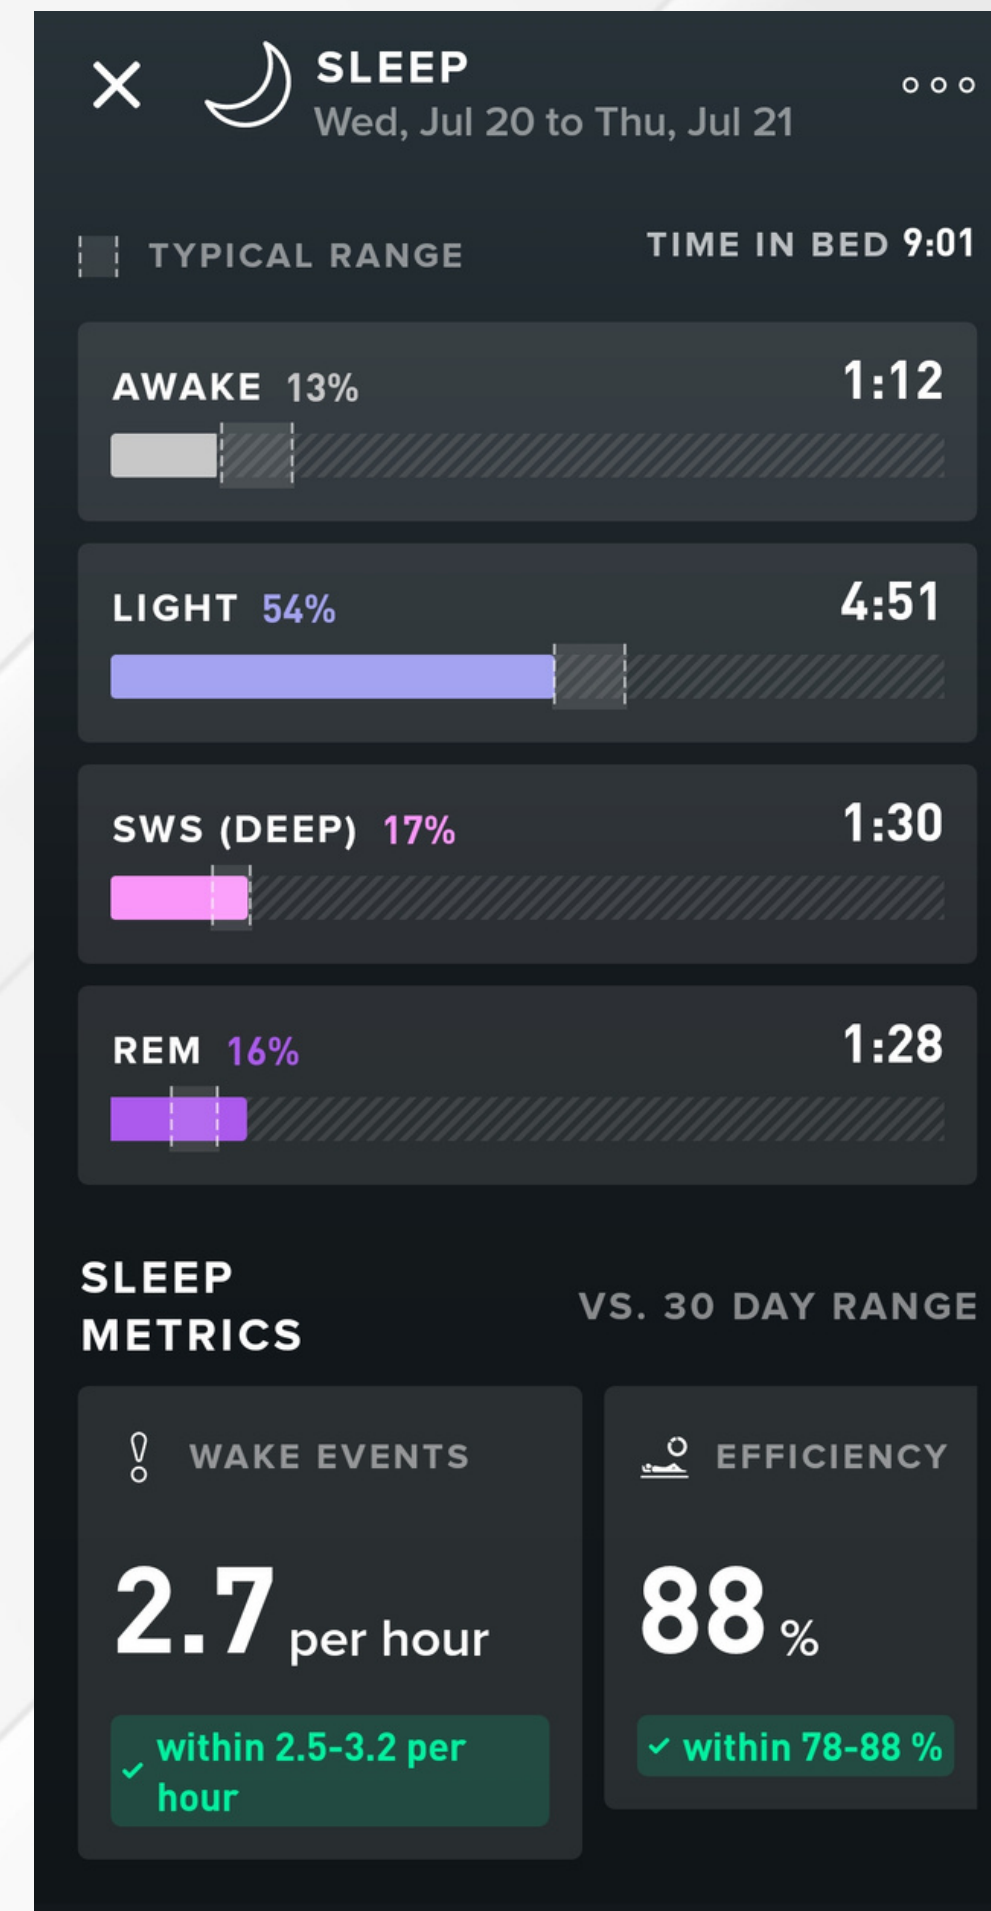 SLEEP
Wed, Jul 20 to Thu, Jul 21
TYPICAL RANGE
TIME IN BED 9:01
AWAKE 13%
1:12
LIGHT 54%
4:51
SWS (DEEP) 17%
1:30
REM 16%
1:28
SLEEP
METRICS
VS. 30 DAY RANGE
WAKE EVENTS
2.7 per hour
within 2.5-3.2 per
hour
EFFICIENCY
88 %
within 78-88 %